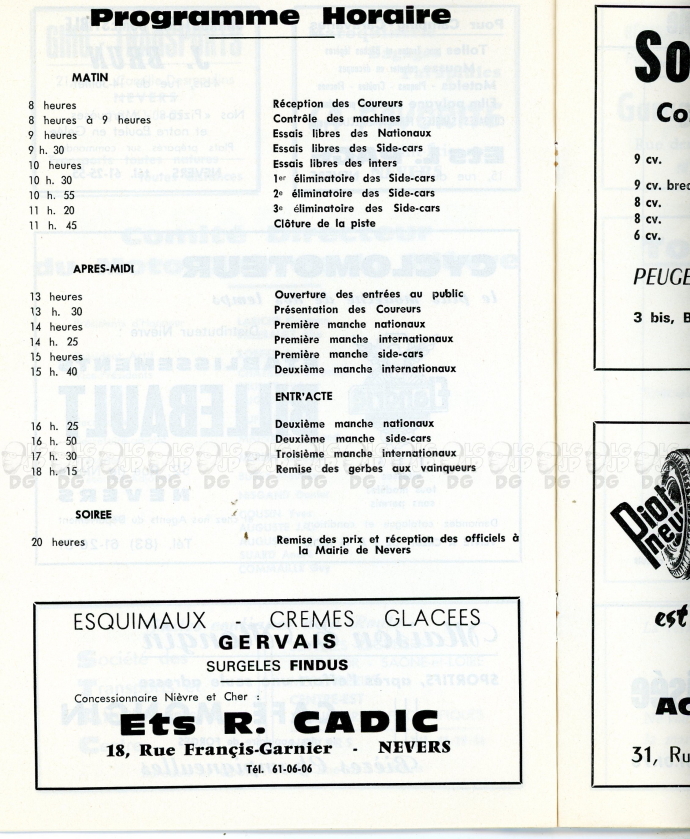 Programme Horaire
MATIN
8 heures Réception des Coureurs
8 heures à 9 heures Contrôle des machines
9 heures Essais libres des Nationaux
9 h. 30 Essais libres des Side-cars
10 heures Essais libres des inters
10 h. 30 1er éliminatoire das Side-cars
10 h. 55 2e éliminatoire des Side-cars
11 h. 20 3e éliminatoire des Side-cars
11 h. 45 Clôture de la piste
APRES-MIDI
13 heures Ouverture des entrées au public
13 h. 30 Présentation des Coureurs
14 heures Première manche nationaux
14 h. 25 Première manche internationaux
15 heures Première manche side-cars
15 h. 40 Deuxième manche internationaux
ENTR'ACTE
16 h. 25 Deuxième manche nationaux
16 h. 50 Deuxième manche side-cars
17 h. 30 Troisième manche internationaux
18 h. 15 Remise des gerbes aux vainqueurs
SOIREE
20 heures Remise des prix et réception des officiels à
la Mairie de Nevers
ESQUIMAUX - CREMES GLACEES
GERVAIS
SURGELES FINDUS
Concessionnaire Nièvre et Cher :
Ets R. CADIC
18, Rue Françis-Garnier - NEVERS
Tél. 61-06-06
So
Co
9 cv.
9 cv. brea
8 cv.
8 cv.
6 cv.
PEUGE
3 bis, B
Piot
pneu
est
AC
31, Ru